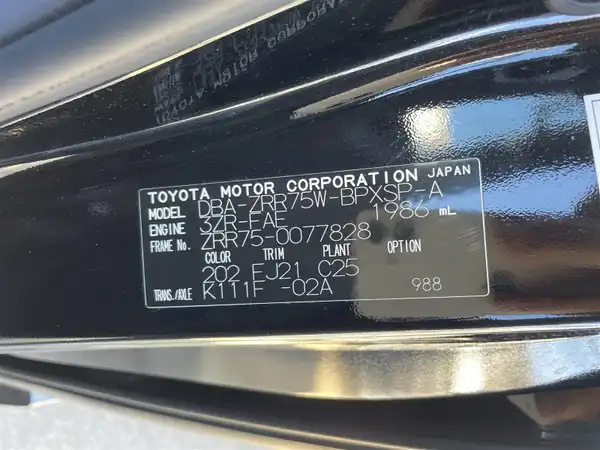 TOYOTA MOTOR CORPORATION JAPAN
MODEL DBA-ZRR75W-BPXSP-A
ENGINE 3ZR-FAE 1986 mL
FRAME No. ZRR75-0077828
COLOR TRIM PLANT OPTION
202 FJ21 C25
TRANS./AXLE K111F -02A 988